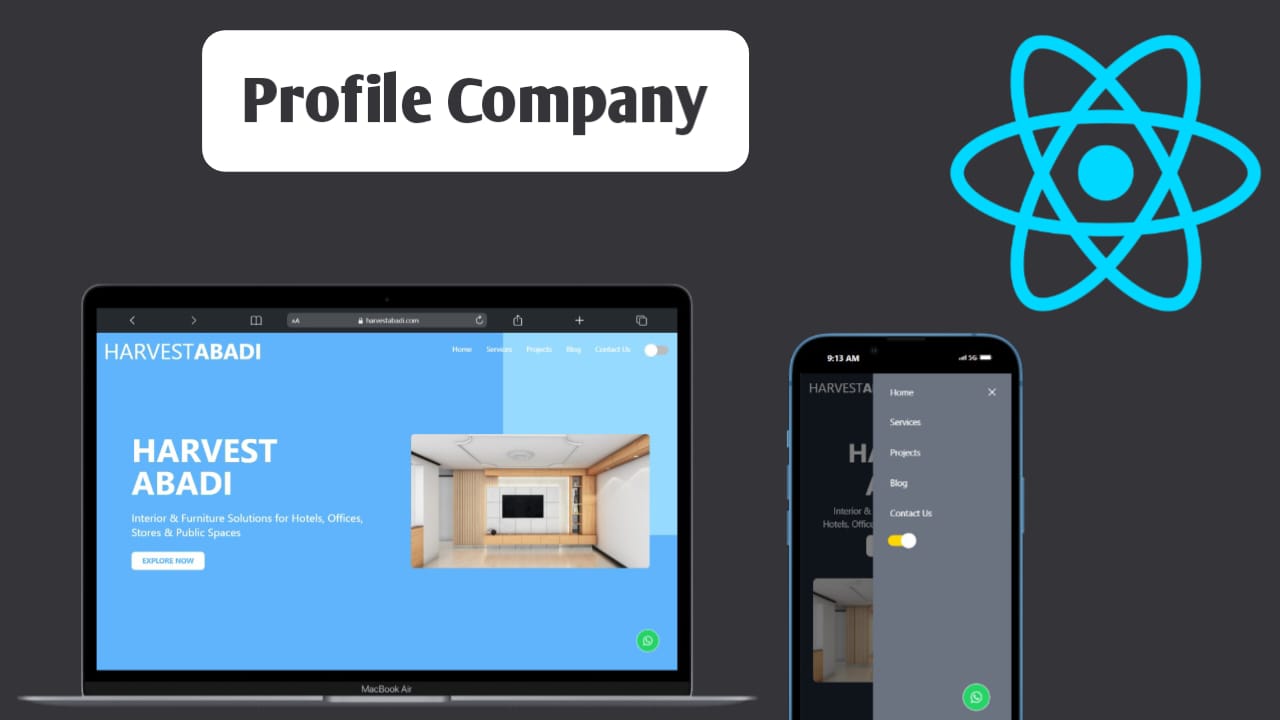 Profile Company
AA
harvestabadi.com
HARVESTABADI
Home
Services
Projects
Blog
Contact Us
HARVEST
ABADI
Interior & Furniture Solutions for Hotels, Offices,
Stores & Public Spaces
EXPLORE NOW
MacBook Air
9:13 AM
5G
HARVESTA
Home
Services
Projects
Blog
Contact Us
HA
A
Interior &
Hotels, Offic